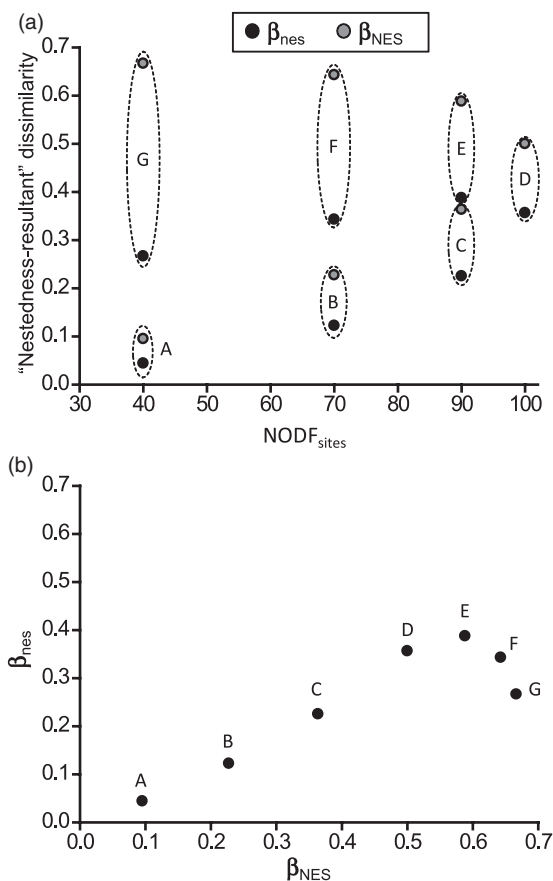 (a)
βnes βNES
"Nestedness-resultant" dissimilarity
0.7
0.6
0.5
0.4
0.3
0.2
0.1
0.0
G
F
E
D
C
B
A
30 40 50 60 70 80 90 100
NODFsites
(b)
βnes
0.7
0.6
0.5
0.4
0.3
0.2
0.1
0.0
A
B
C
D
E
F
G
0.0 0.1 0.2 0.3 0.4 0.5 0.6 0.7
βNES